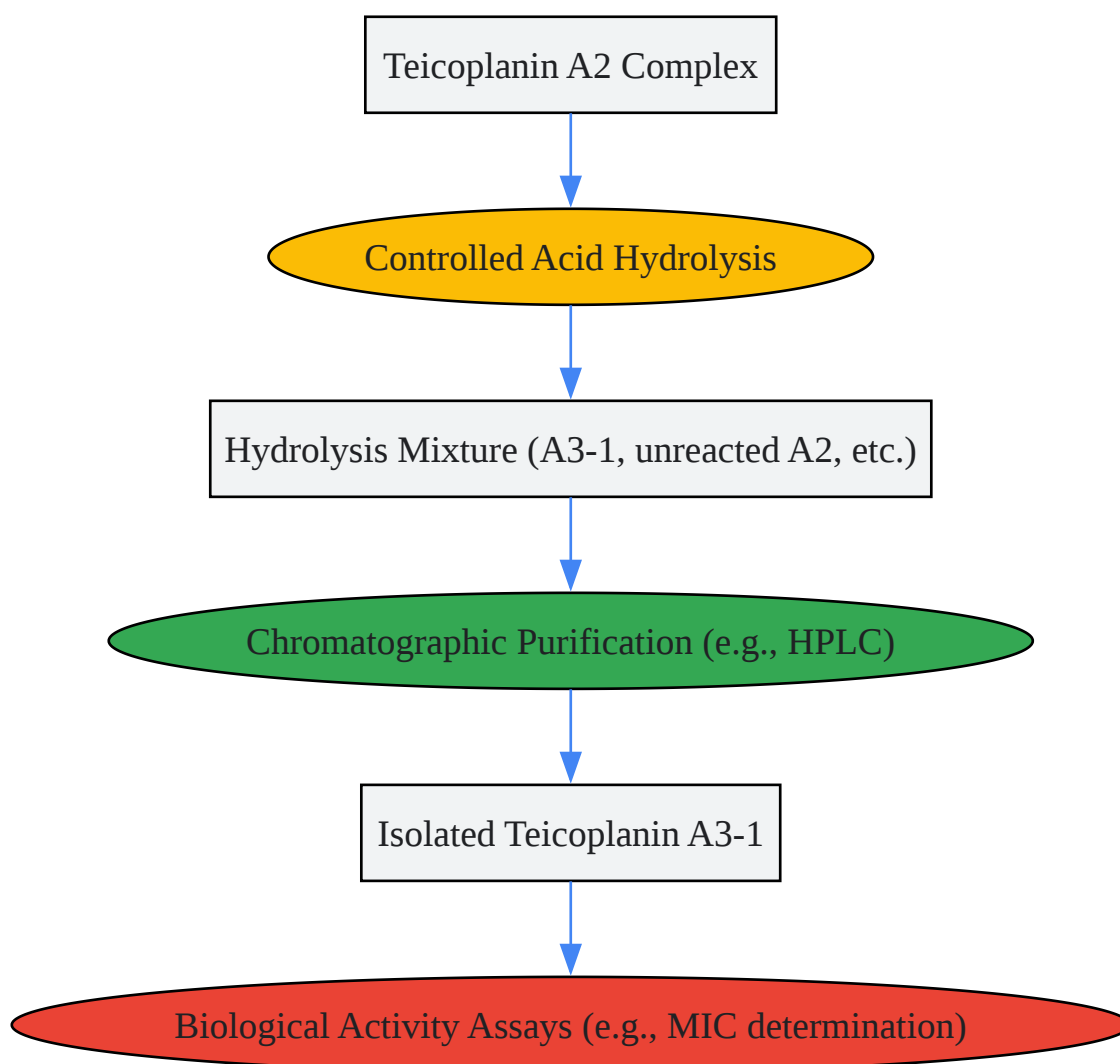 Teicoplanin A2 Complex
Controlled Acid Hydrolysis
Hydrolysis Mixture (A3-1, unreacted A2, etc.)
Chromatographic Purification (e.g., HPLC)
Isolated Teicoplanin A3-1
Biological Activity Assays (e.g., MIC determination)